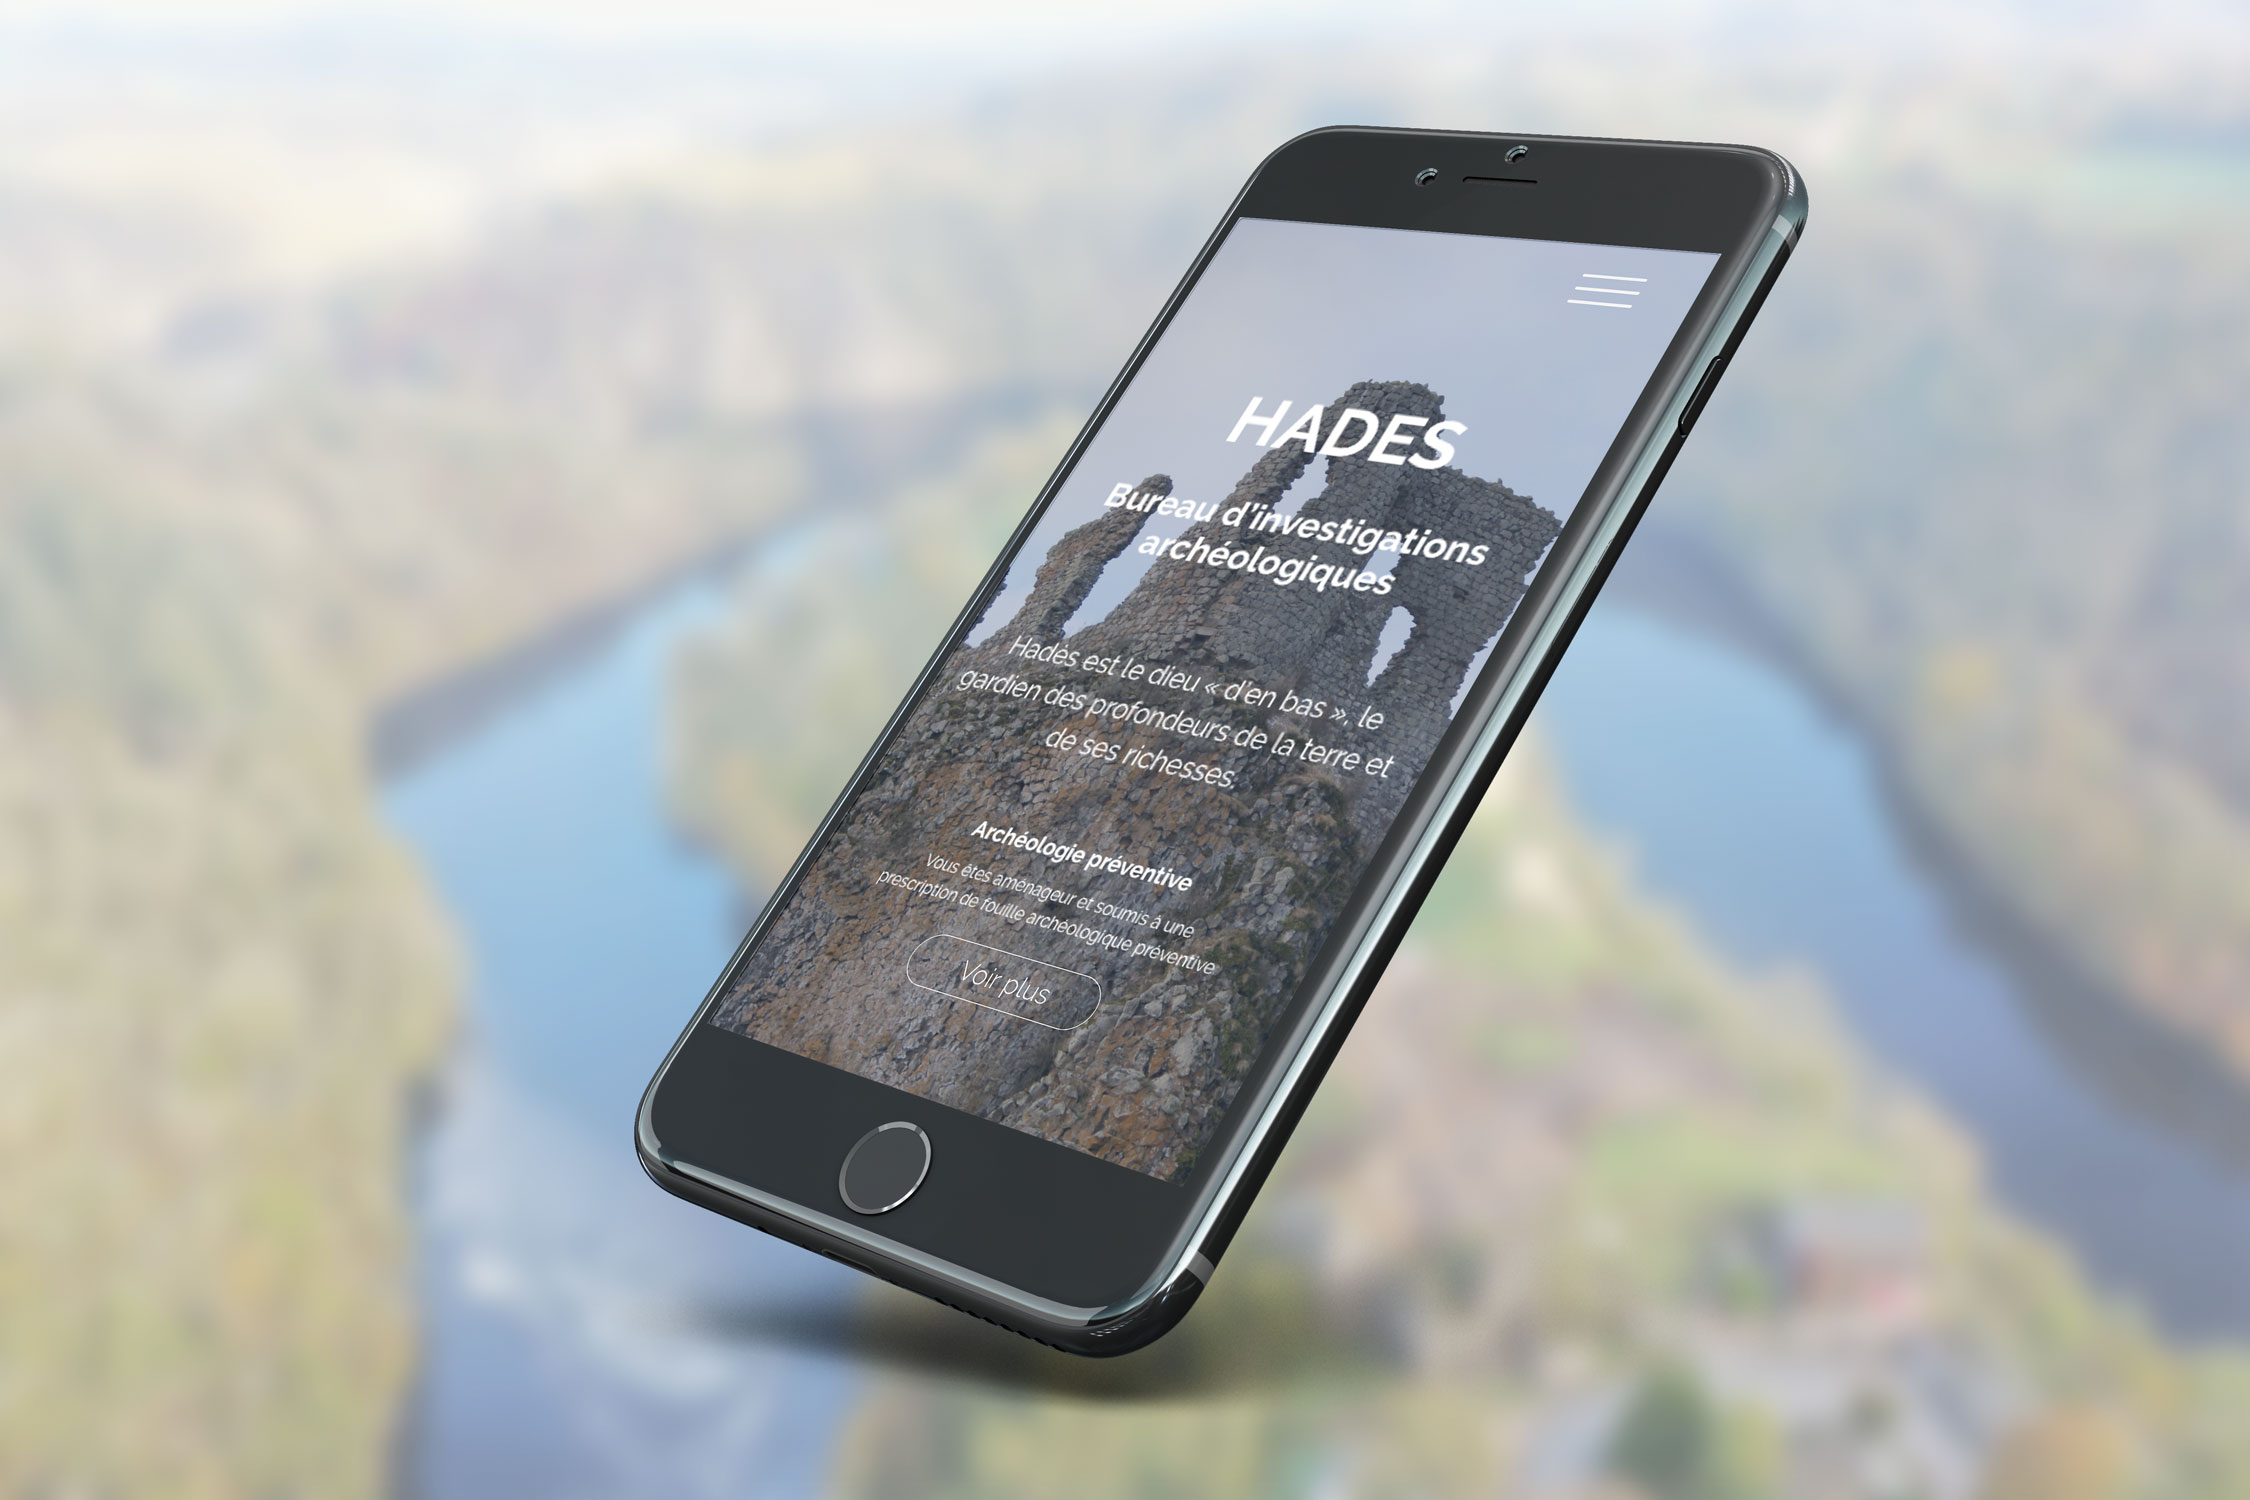 HADES
Bureau d'investigations
archéologiques
Hadès est le dieu « d'en bas », le
gardien des profondeurs de la terre et
de ses richesses.
Archéologie préventive
Vous êtes aménageur et soumis à une
prescription de fouille archéologique préventive
Voir plus